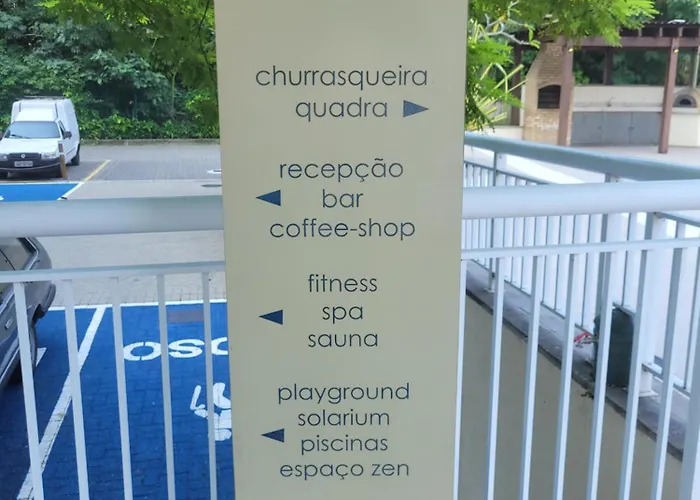 churrasqueira
quadra
recepção
bar
coffee-shop
fitness
spa
sauna
playground
solarium
piscinas
espaço zen